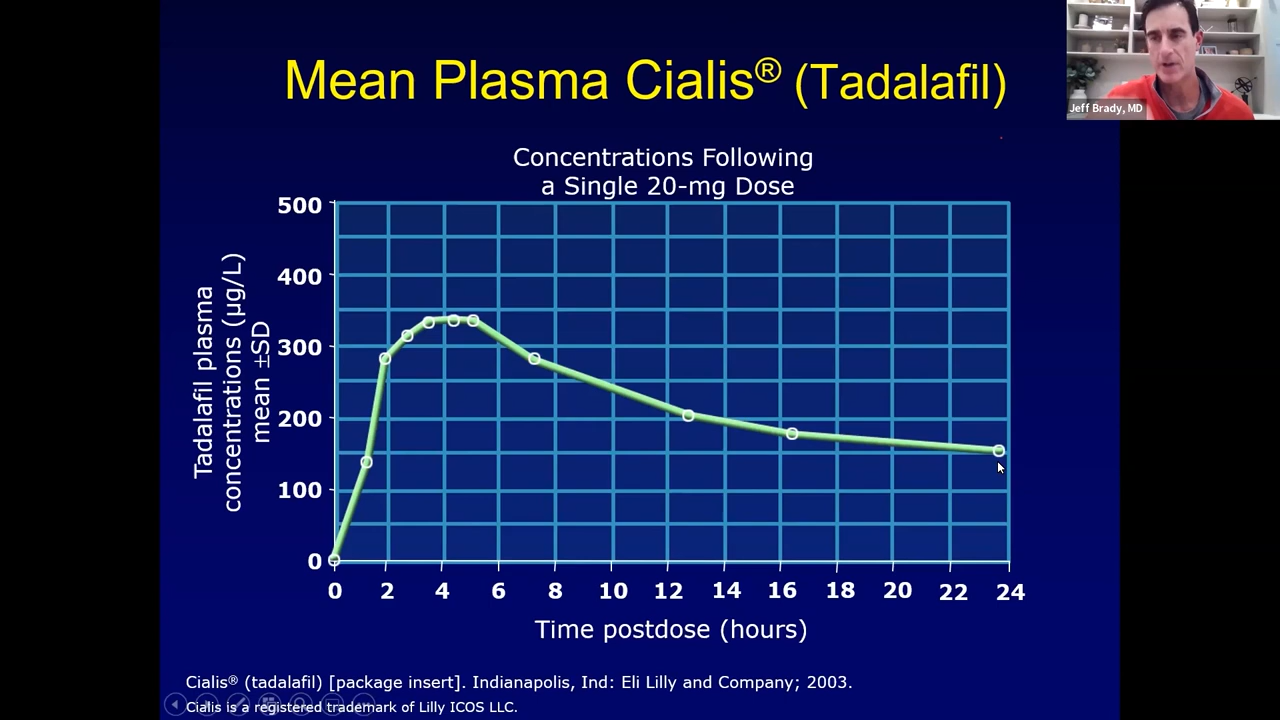 Mean Plasma Cialis® (Tadalafil)
Jeff Brady, MD
Concentrations Following
a Single 20-mg Dose
Tadalafil plasma
concentrations (µg/L)
mean ±SD
500
400
300
200
100
0
0 2 4 6 8 10 12 14 16 18 20 22 24
Time postdose (hours)
Cialis® (tadalafil) [package insert]. Indianapolis, Ind: Eli Lilly and Company; 2003.
Cialis is a registered trademark of Lilly ICOS LLC.